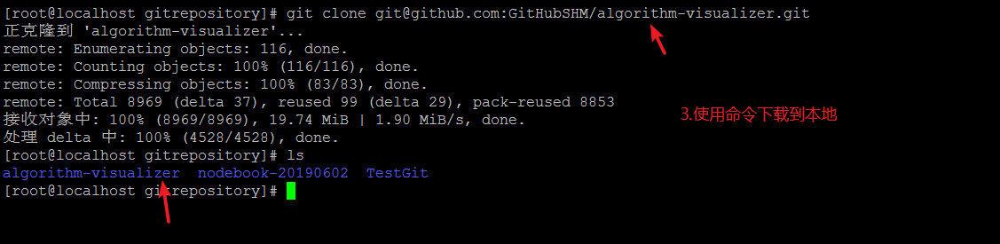 [root@localhost gitrepository]# git clone git@github.com:GitHubSHM/algorithm-visualizer.git
正克隆到 'algorithm-visualizer'...
remote: Enumerating objects: 116, done.
remote: Counting objects: 100% (116/116), done.
remote: Compressing objects: 100% (83/83), done.
remote: Total 8969 (delta 37), reused 99 (delta 29), pack-reused 8853
接收对象中: 100% (8969/8969), 19.74 MiB | 1.90 MiB/s, done.
3.使用命令下载到本地
处理 delta 中: 100% (4528/4528), done.
[root@localhost gitrepository]# ls
algorithm-visualizer  nodebook-20190602  TestGit
[root@localhost gitrepository]#